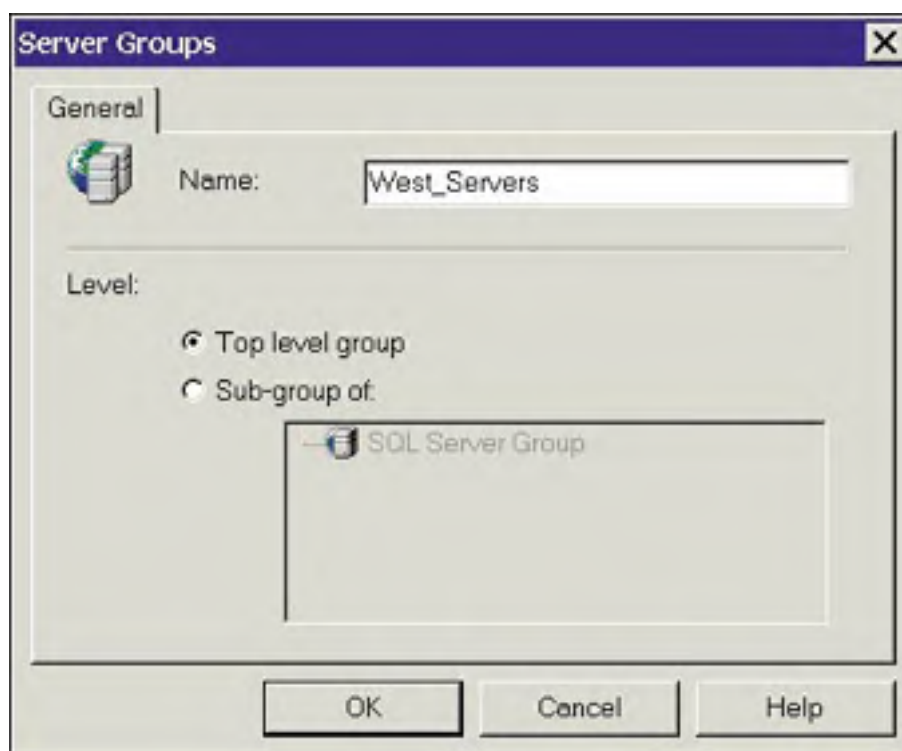 Server Groups
General
Name: West_Servers
Level:
Top level group
Sub-group of:
SQL Server Group
OK Cancel Help